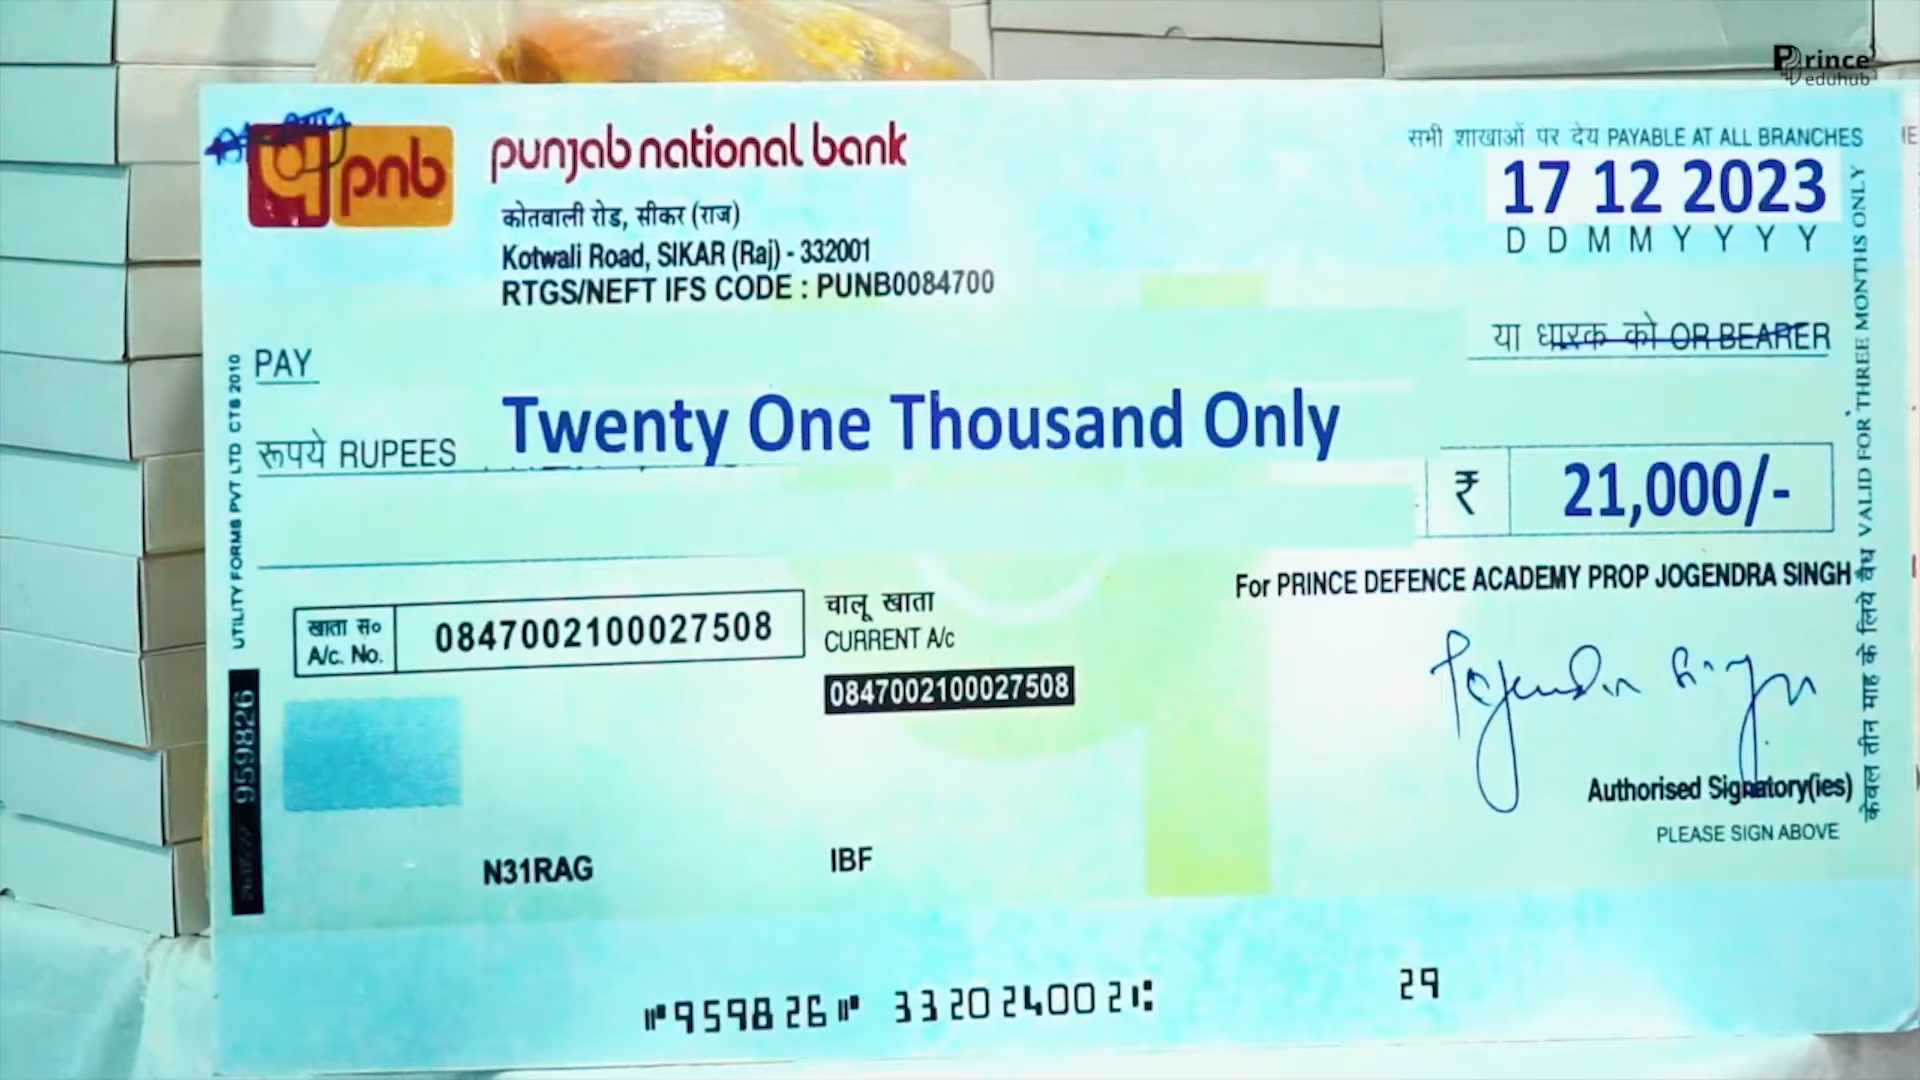 Prince
eduhub
प pnb
punjab national bank
कोतवाली रोड, सीकर (राज)
Kotwali Road, SIKAR (Raj) - 332001
RTGS/NEFT IFS CODE : PUNB0084700
सभी शाखाओं पर देय PAYABLE AT ALL BRANCHES
17 12 2023
D D M M Y Y Y Y
या धारक को OR BEARER
PAY
रूपये RUPEES Twenty One Thousand Only
₹ 21,000/-
For PRINCE DEFENCE ACADEMY PROP JOGENDRA SINGH
खाता स० A/c. No. 0847002100027508
चालू खाता
CURRENT A/c
0847002100027508
Authorised Signatory(ies)
PLEASE SIGN ABOVE
N31RAG IBF
959826 332024002 29
UTILITY FORMS PVT LTD CTS 2010
959826
केवल तीन माह के लिये वैध VALID FOR THREE MONTHS ONLY